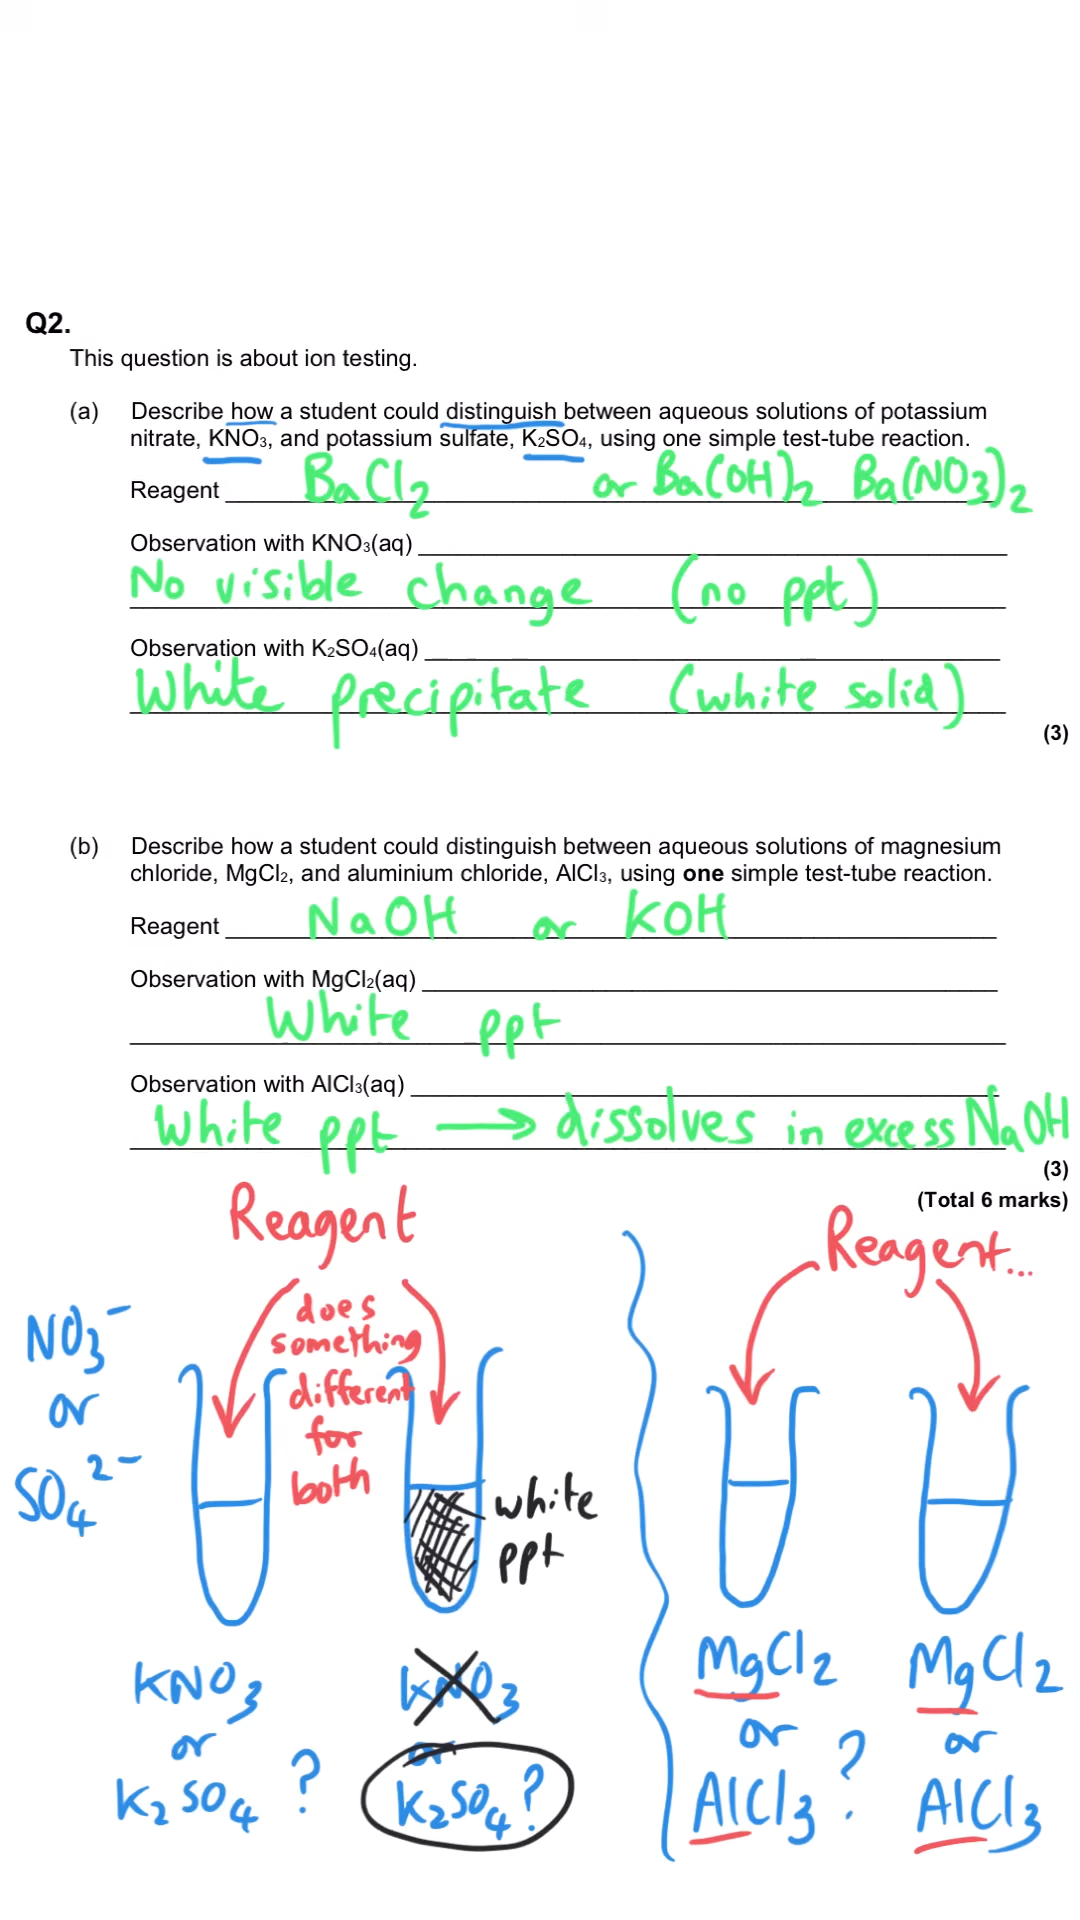 Q2.
This question is about ion testing.
(a) Describe how a student could distinguish between aqueous solutions of potassium
nitrate, KNO₃, and potassium sulfate, K₂SO₄, using one simple test-tube reaction.
Reagent BaCl₂ or Ba(OH)₂ Ba(NO₃)₂
Observation with KNO₃(aq)
No visible change (no ppt)
Observation with K₂SO₄(aq)
White precipitate (white solid)
(3)
(b) Describe how a student could distinguish between aqueous solutions of magnesium
chloride, MgCl₂, and aluminium chloride, AlCl₃, using one simple test-tube reaction.
Reagent NaOH or KOH
Observation with MgCl₂(aq)
White ppt
Observation with AlCl₃(aq)
White ppt → dissolves in excess NaOH
(3)
(Total 6 marks)
Reagent
does
something
different
for
both
NO₃⁻
or
SO₄²⁻
white
ppt
KNO₃
or
K₂SO₄ ?
KNO₃
or
K₂SO₄?
Reagent...
MgCl₂
or
AlCl₃ ?
MgCl₂
or
AlCl₃